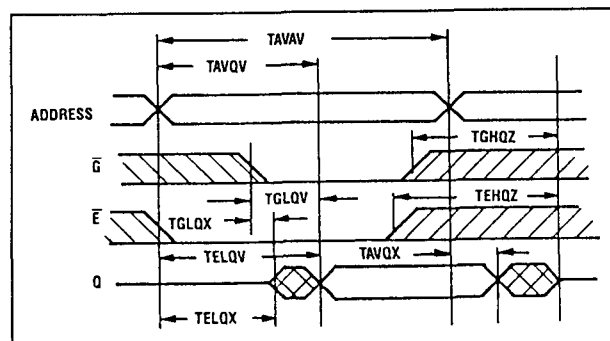 TAVAV
TAVQV
ADDRESS
TGHQZ
G
TGLQV
TEHQZ
TGLQX
E
TELQV
TAVQX
Q
TELQX